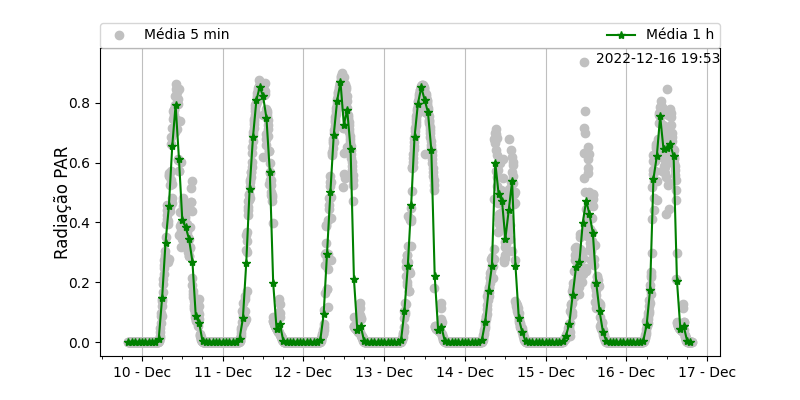 Média 5 min
Média 1 h
2022-12-16 19:53
Radiação PAR
0.8
0.6
0.4
0.2
0.0
10 - Dec
11 - Dec
12 - Dec
13 - Dec
14 - Dec
15 - Dec
16 - Dec
17 - Dec